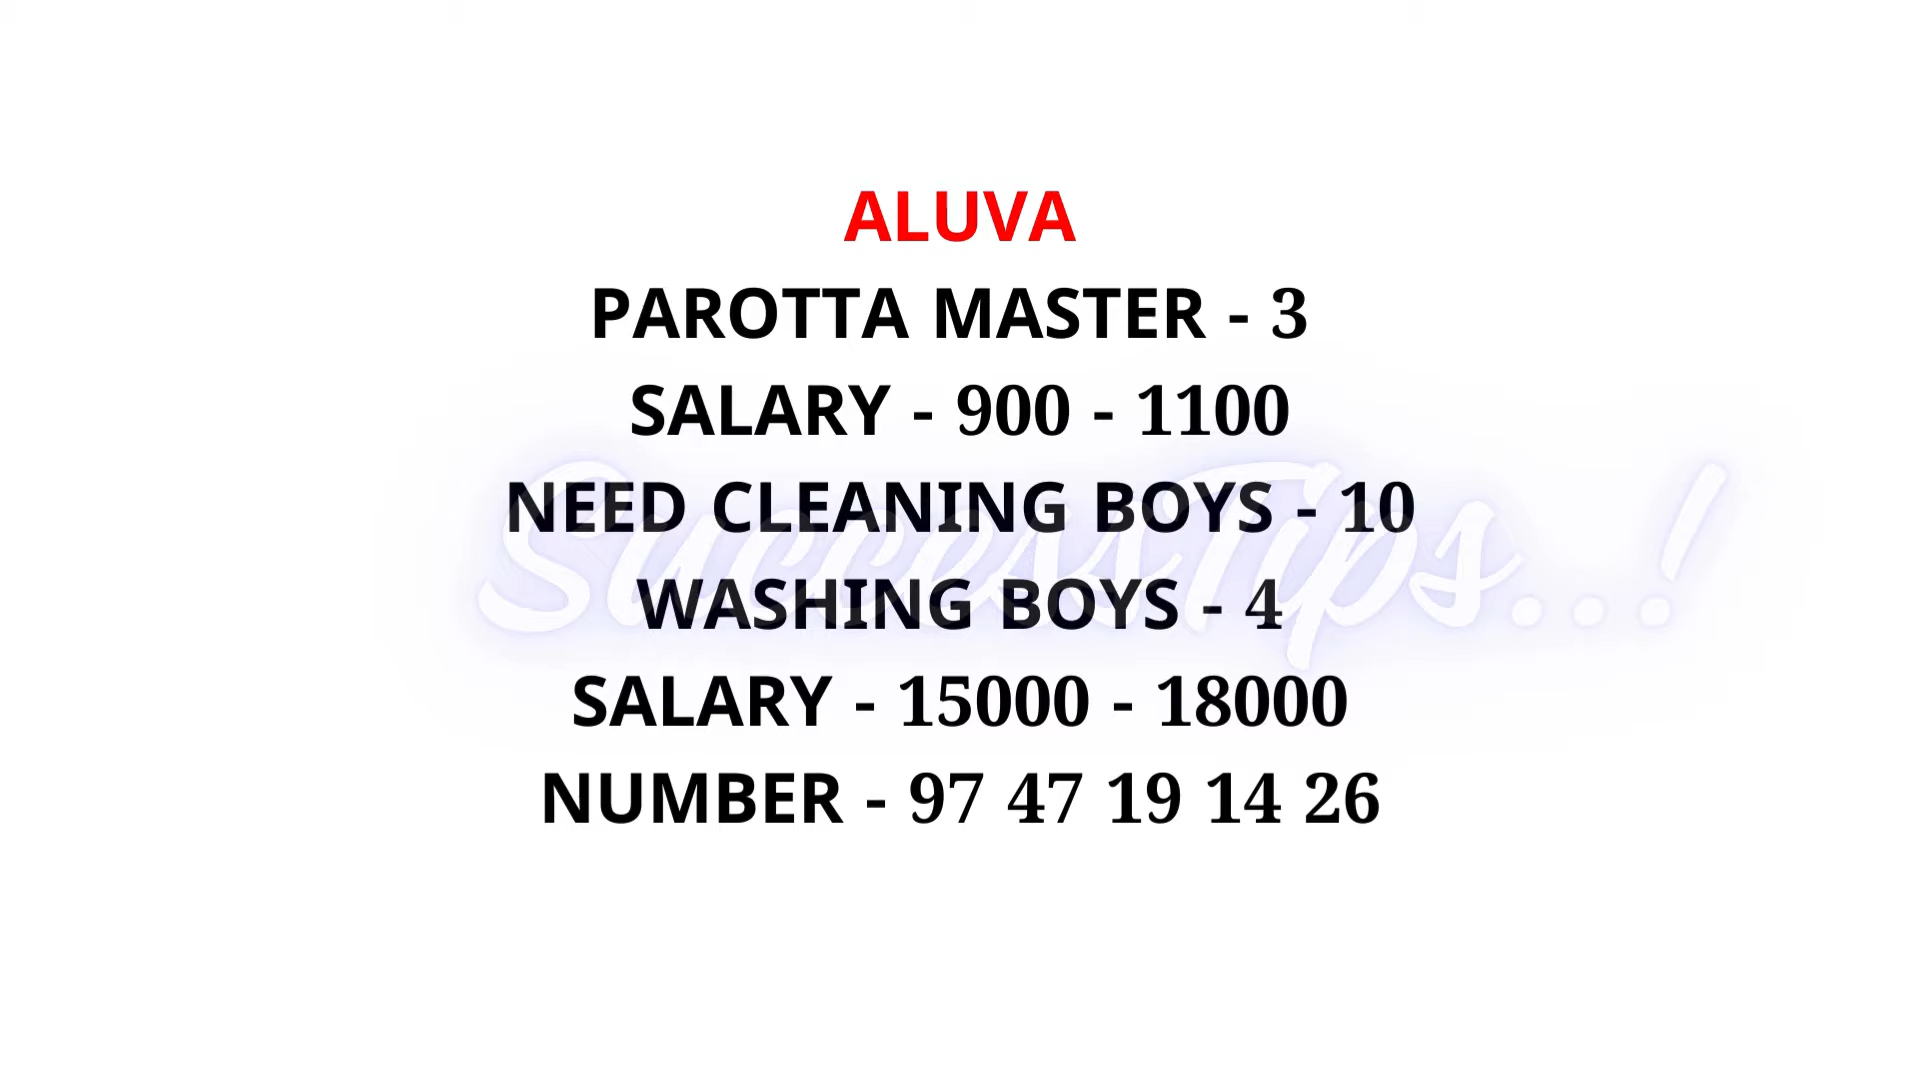 ALUVA
PAROTTA MASTER - 3
SALARY - 900 - 1100
NEED CLEANING BOYS - 10
WASHING BOYS - 4
SALARY - 15000 - 18000
NUMBER - 97 47 19 14 26
SuccessTips...!